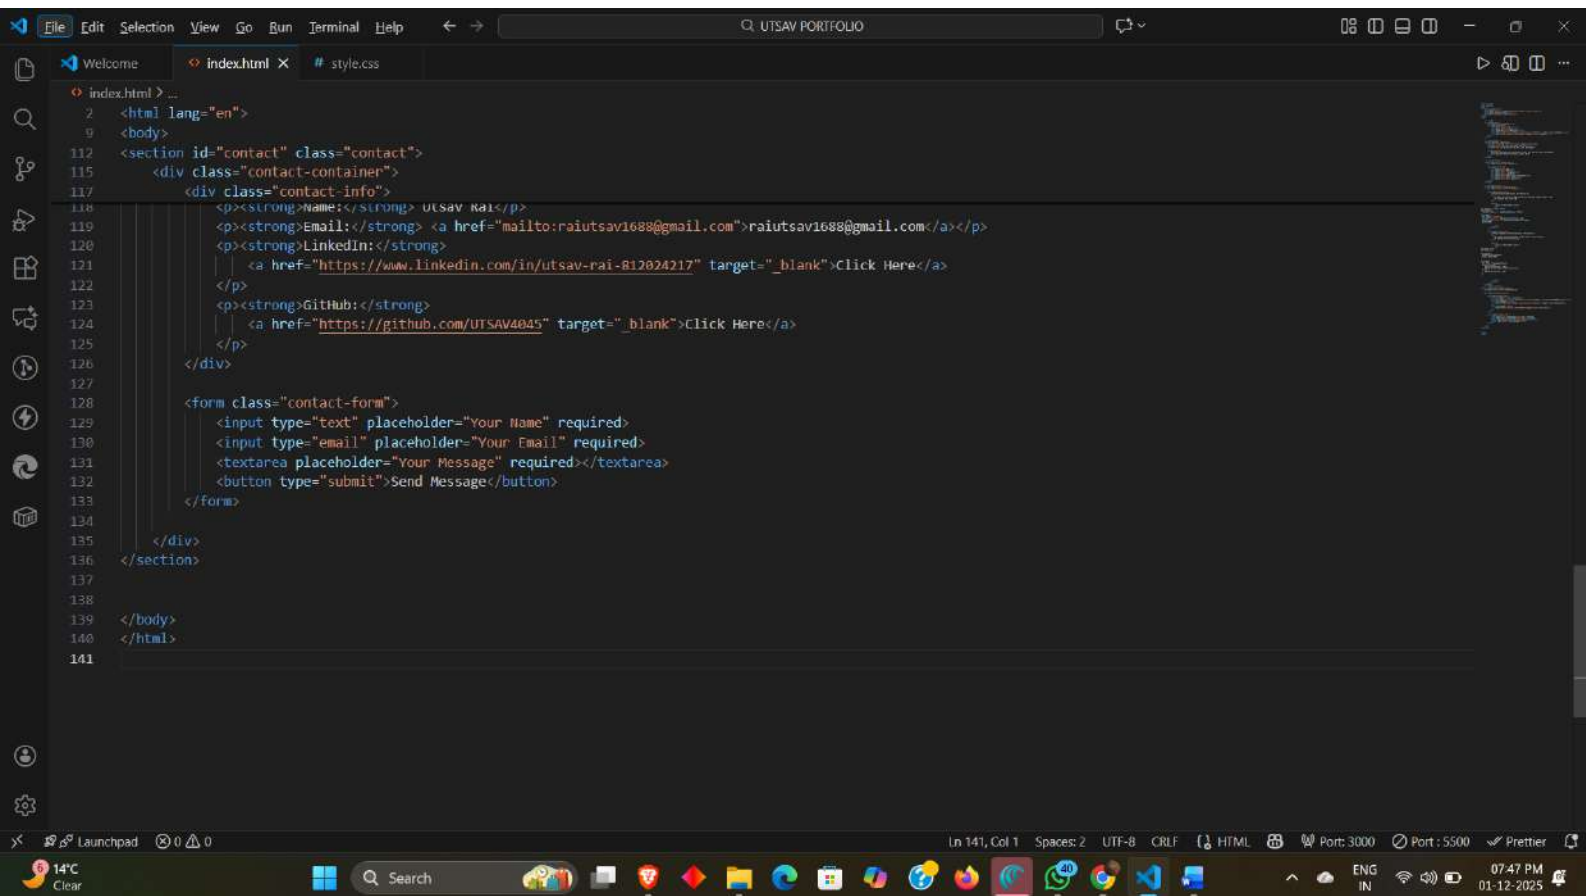 File Edit Selection View Go Run Terminal Help
UTSAV PORTFOLIO
Welcome
index.html
# style.css
index.html > ...
2 <html lang="en">
9 <body>
112 <section id="contact" class="contact">
115 <div class="contact-container">
117 <div class="contact-info">
118 <p><strong>Name:</strong> Utsav Rai</p>
119 <p><strong>Email:</strong> <a href="mailto:raiutsav1688@gmail.com">raiutsav1688@gmail.com</a></p>
120 <p><strong>LinkedIn:</strong>
121 <a href="https://www.linkedin.com/in/utsav-rai-812024217" target="_blank">Click Here</a>
122 </p>
123 <p><strong>GitHub:</strong>
124 <a href="https://github.com/UTSAV4045" target="_blank">Click Here</a>
125 </p>
126 </div>
127
128 <form class="contact-form">
129 <input type="text" placeholder="Your Name" required>
130 <input type="email" placeholder="Your Email" required>
131 <textarea placeholder="Your Message" required></textarea>
132 <button type="submit">Send Message</button>
133 </form>
134
135 </div>
136 </section>
137
138
139 </body>
140 </html>
141
Launchpad 0 0
Ln 141, Col 1 Spaces: 2 UTF-8 CRLF HTML Port: 3000 Port : 5500 Prettier
6
14°C
Clear
Search
40
ENG
IN
07:47 PM
01-12-2025